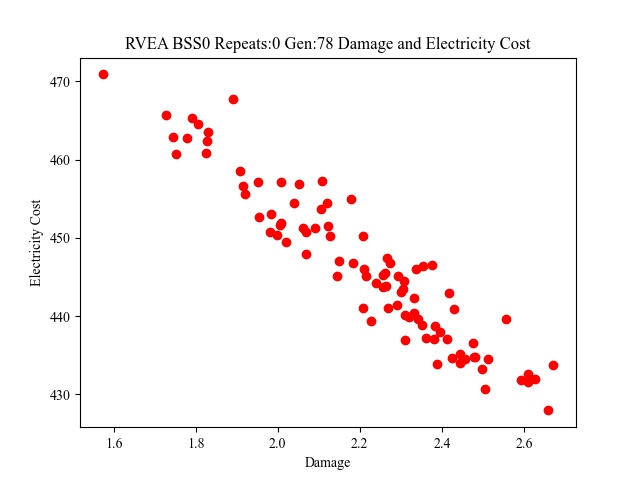 RVEA BSS0 Repeats:0 Gen:78 Damage and Electricity Cost
470
460
450
440
430
Electricity Cost
1.6 1.8 2.0 2.2 2.4 2.6
Damage